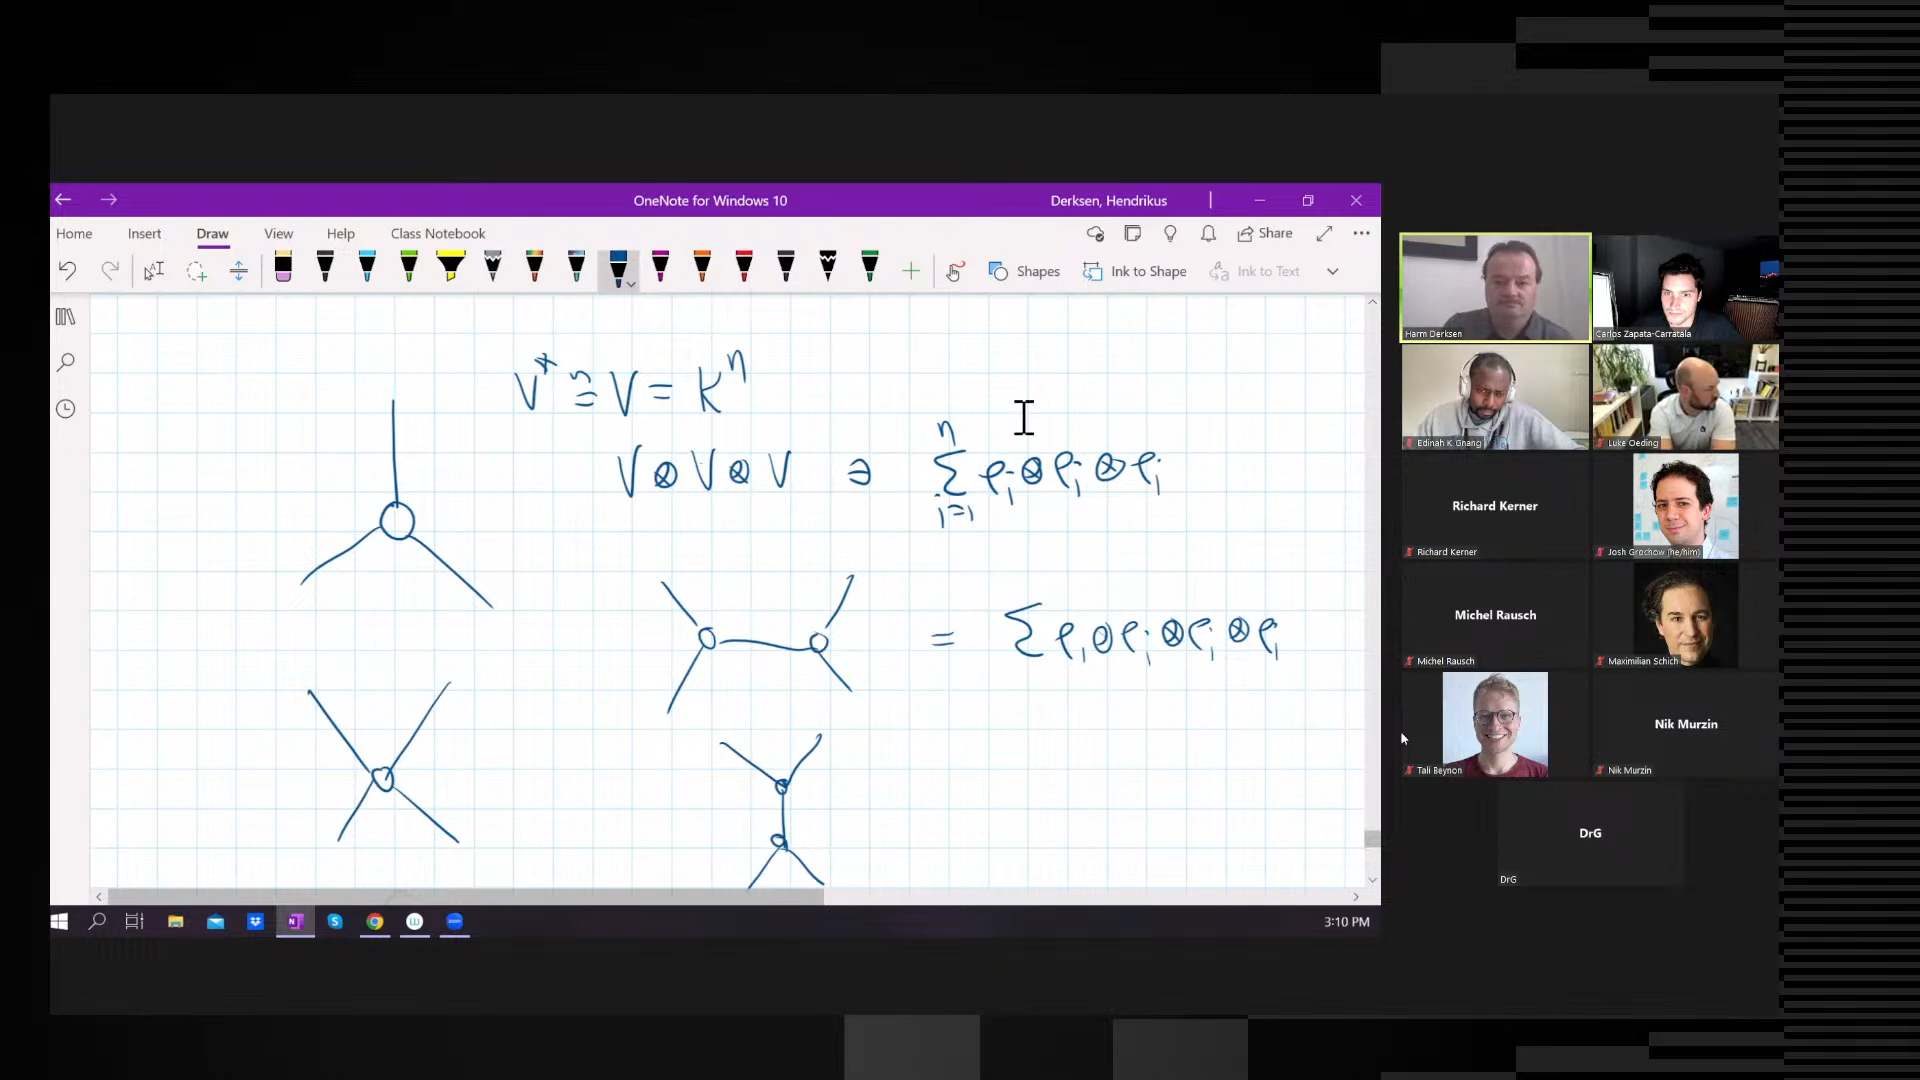 OneNote for Windows 10
Derksen, Hendrikus
Home Insert Draw View Help Class Notebook
Share
Shapes Ink to Shape Ink to Text
V* ≅ V = K^n
V ⊗ V ⊗ V ∋ ∑_{i=1}^{n} e_i ⊗ e_i ⊗ e_i
= ∑ e_i ⊗ e_i ⊗ e_i ⊗ e_i
3:10 PM
Harm Derksen
Carlos Zapata-Carratalá
Edinah K Gnang
Luke Oeding
Richard Kerner
Richard Kerner
Josh Grochow (he/him)
Michel Rausch
Michel Rausch
Maximilian Schich
Tali Beynon
Nik Murzin
Nik Murzin
DrG
DrG